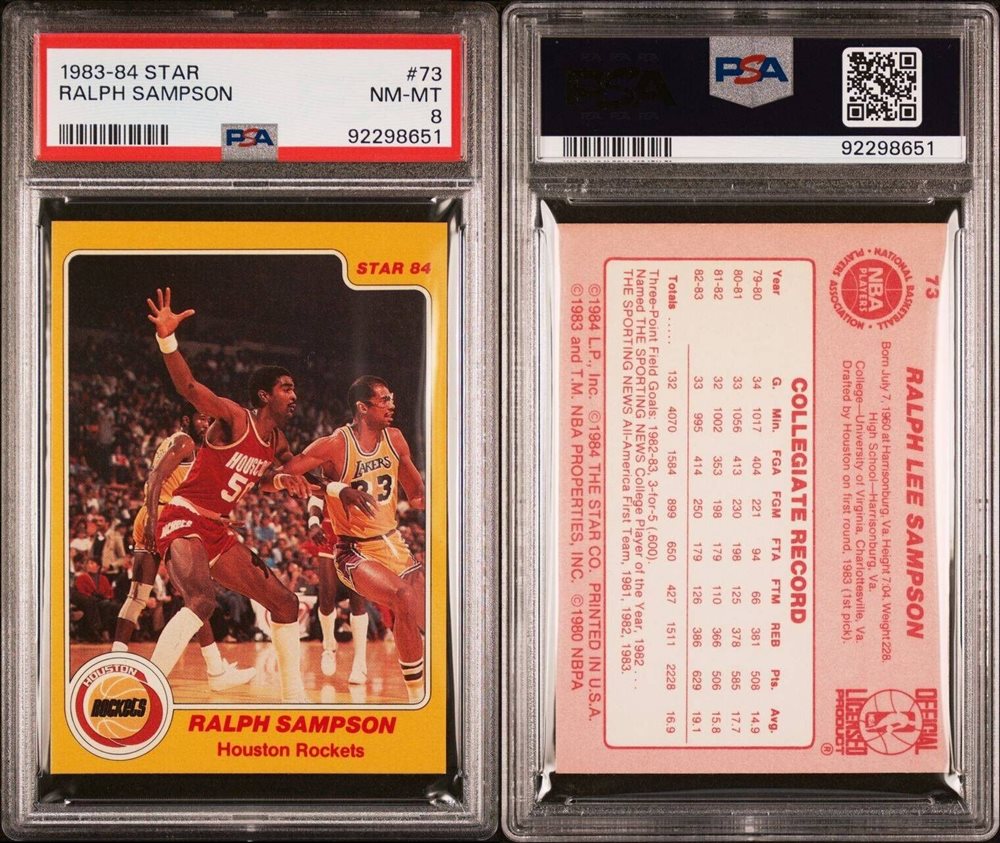 1983-84 STAR #73
RALPH SAMPSON NM-MT
8
PSA 92298651
STAR 84
HOUSTON
5
LAKERS
33
ROCKETS
HOUSTON
ROCKETS
RALPH SAMPSON
Houston Rockets
PSA
PSA
92298651
73
NATIONAL BASKETBALL
PLAYERS ASSOCIATION
NBA
PLAYERS
RALPH LEE SAMPSON
Born July 7, 1960 at Harrisonburg, Va. Height 7:04. Weight 228.
High School—Harrisonburg, Va.
College—University of Virginia, Charlottesville, Va.
Drafted by Houston on first round, 1983 (1st pick).
OFFICIAL
LICENSED
PRODUCT
®
COLLEGIATE RECORD
Year G. Min. FGA FGM FTA FTM REB Pts. Avg.
79-80 34 1017 404 221 94 66 381 508 14.9
80-81 33 1056 413 230 198 125 378 585 17.7
81-82 32 1002 353 198 179 110 366 506 15.8
82-83 33 995 414 250 179 126 386 629 19.1
Totals ..... 132 4070 1584 899 650 427 1511 2228 16.9
Three-Point Field Goals: 1982-83, 3-for-5 (.600).
Named THE SPORTING NEWS College Player of the Year, 1982...
THE SPORTING NEWS All-America First Team, 1981, 1982, 1983.
©1984 L.P., Inc. ©1984 THE STAR CO. PRINTED IN U.S.A.
©1983 and T.M. NBA PROPERTIES, INC. ©1980 NBPA